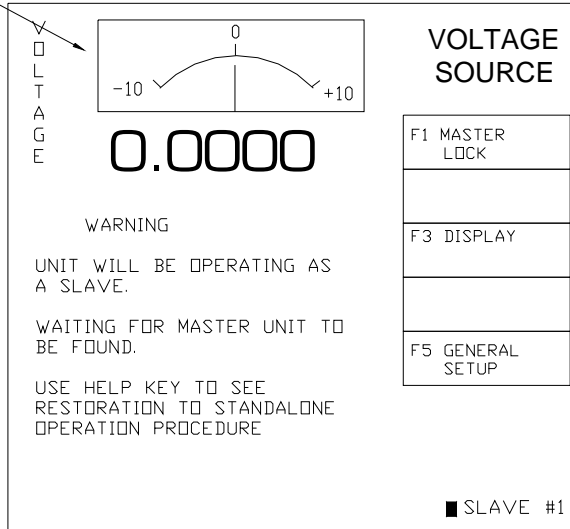 VOLTAGE
0
-10
+10
0.0000
WARNING
UNIT WILL BE OPERATING AS
A SLAVE.
WAITING FOR MASTER UNIT TO
BE FOUND.
USE HELP KEY TO SEE
RESTORATION TO STANDALONE
OPERATION PROCEDURE
VOLTAGE
SOURCE
F1 MASTER
LOCK
F3 DISPLAY
F5 GENERAL
SETUP
SLAVE #1